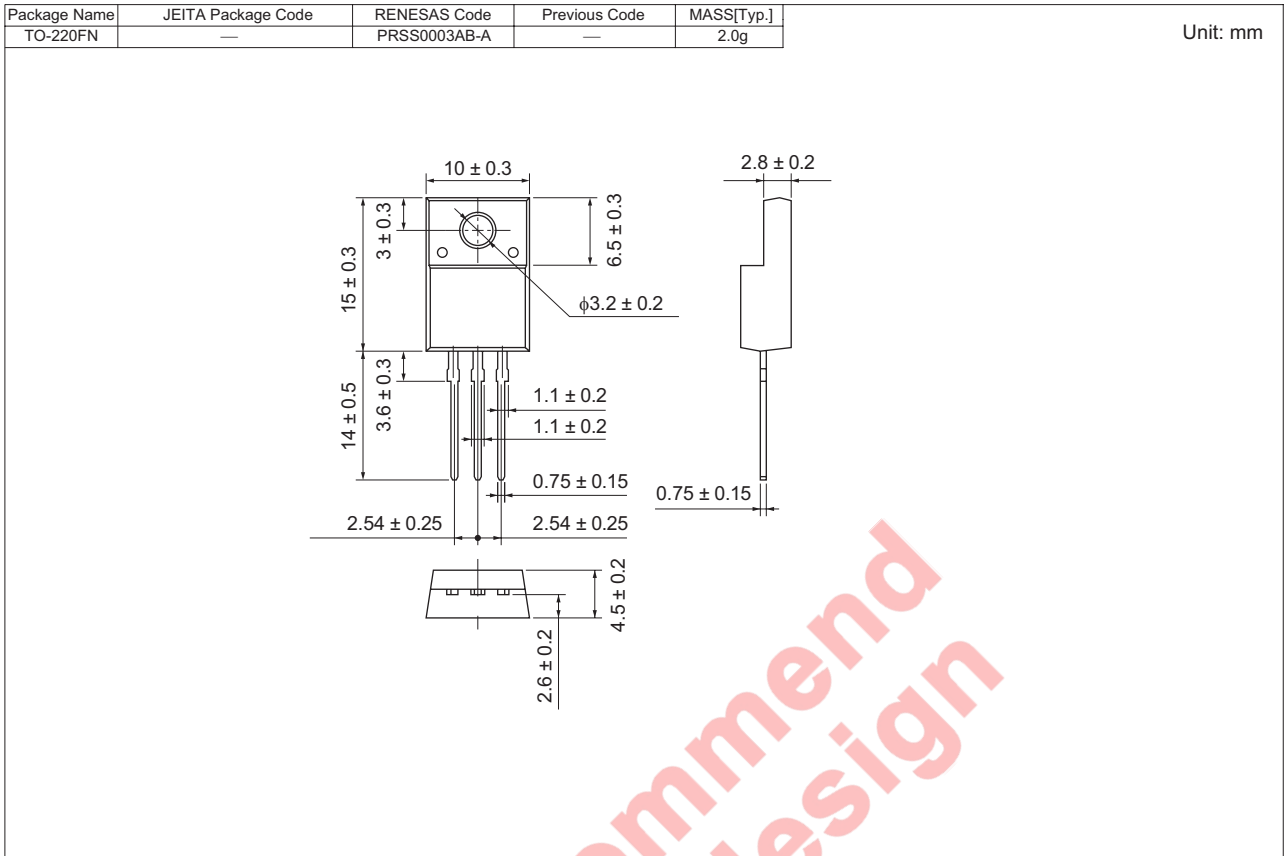 Package Name JEITA Package Code RENESAS Code Previous Code MASS[Typ.]
TO-220FN — PRSS0003AB-A — 2.0g
Unit: mm
10 ± 0.3
2.8 ± 0.2
3 ± 0.3
6.5 ± 0.3
15 ± 0.3
ϕ3.2 ± 0.2
3.6 ± 0.3
14 ± 0.5
1.1 ± 0.2
1.1 ± 0.2
0.75 ± 0.15
0.75 ± 0.15
2.54 ± 0.25
2.54 ± 0.25
4.5 ± 0.2
2.6 ± 0.2
ommend
design